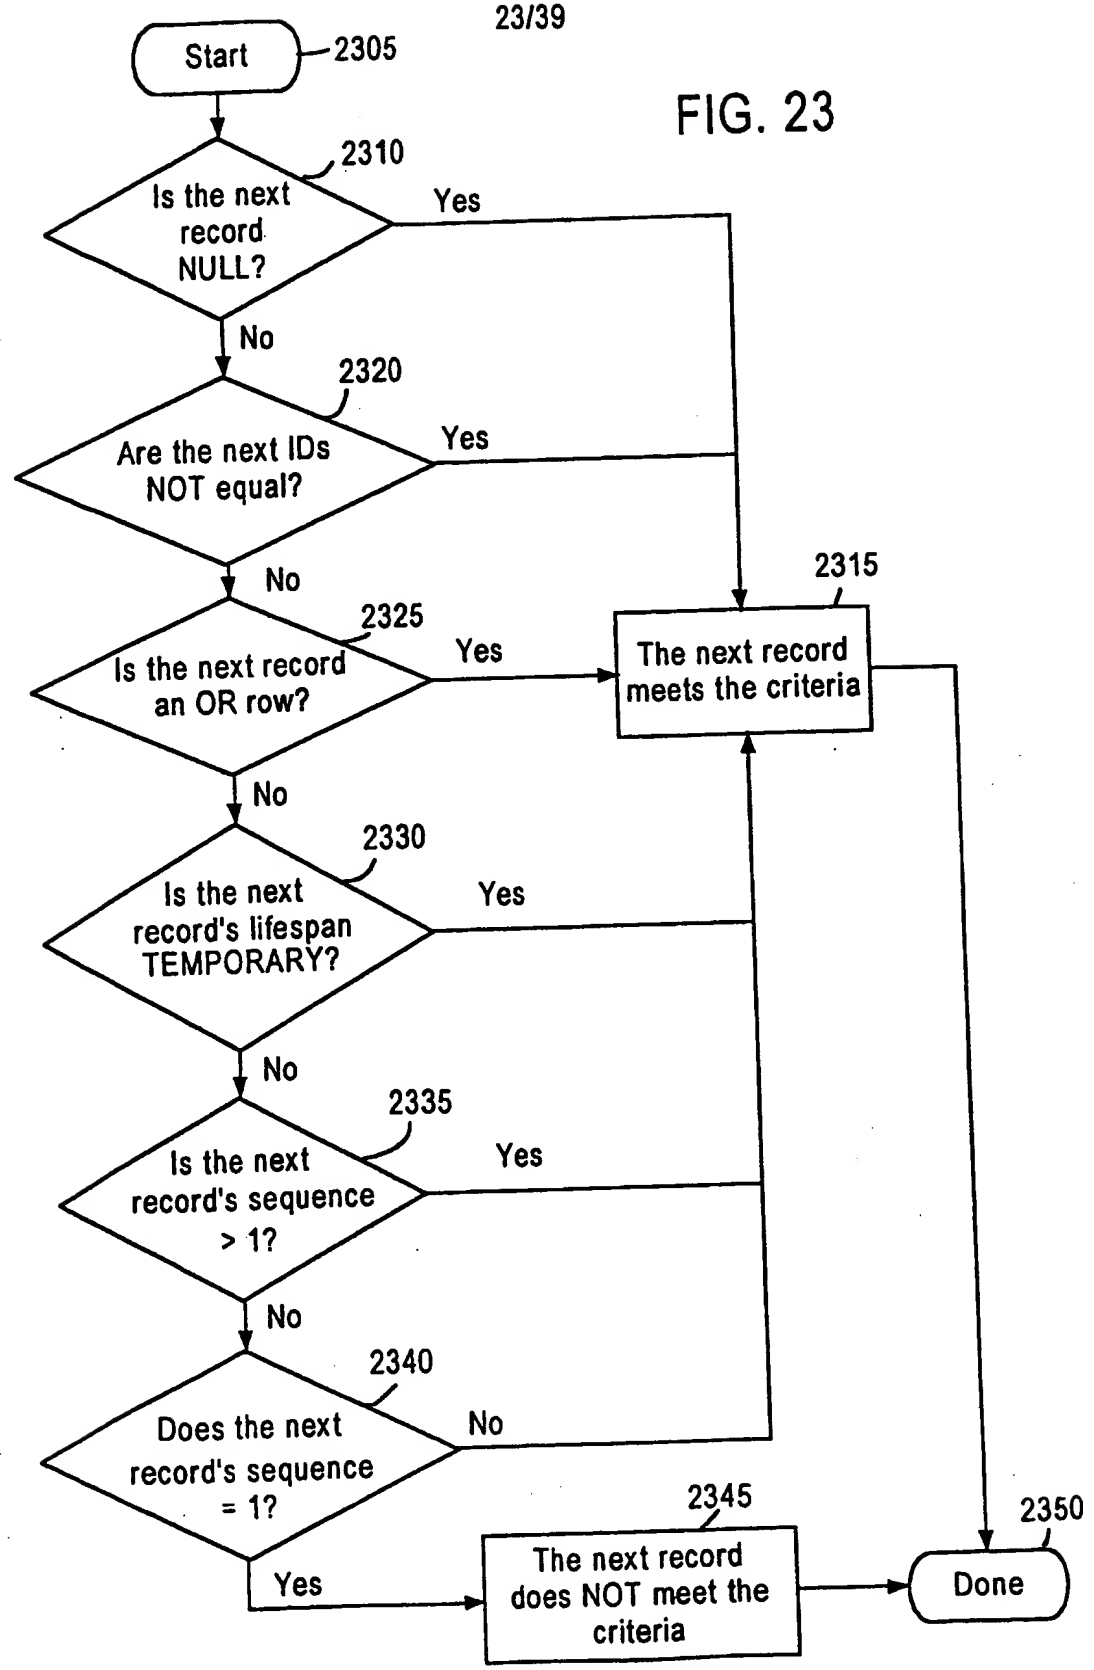 23/39
Start
2305
FIG. 23
2310
Is the next
record
NULL?
Yes
No
2320
Are the next IDs
NOT equal?
Yes
No
2315
2325
Is the next record
an OR row?
Yes
The next record
meets the criteria
No
2330
Is the next
record's lifespan
TEMPORARY?
Yes
No
2335
Is the next
record's sequence
> 1?
Yes
No
2340
Does the next
record's sequence
= 1?
No
Yes
2345
The next record
does NOT meet the
criteria
2350
Done